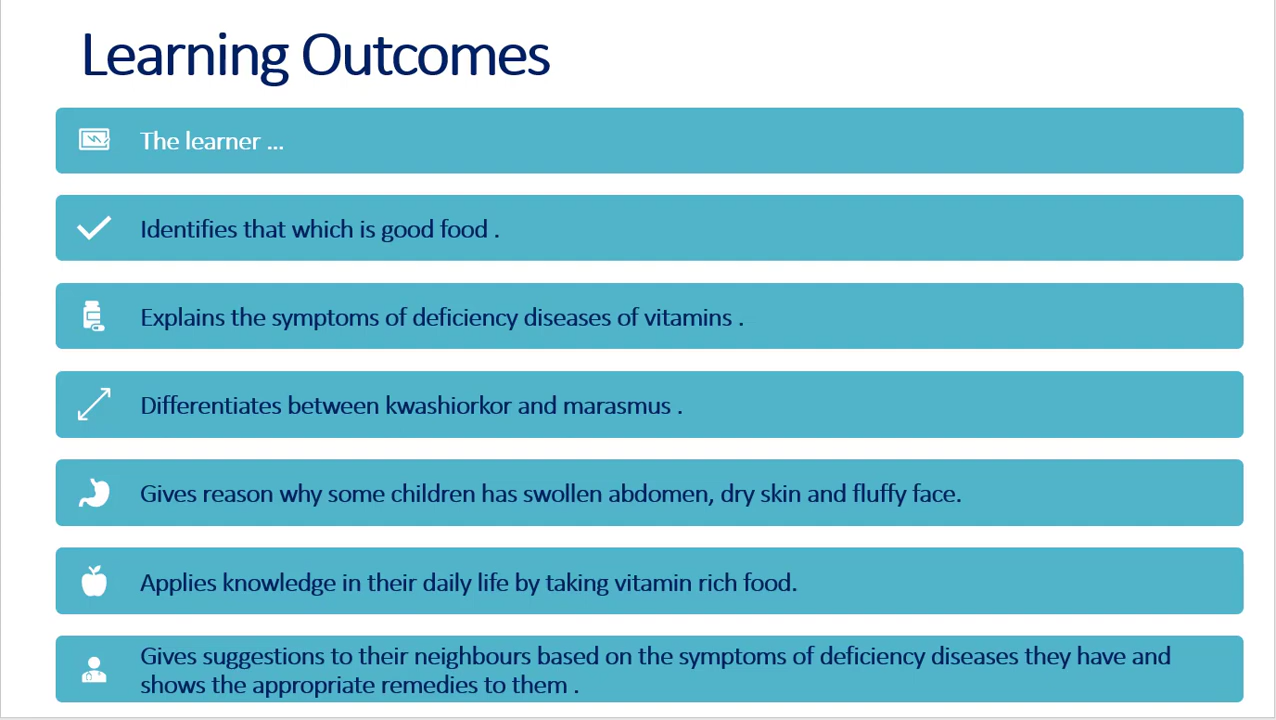 Learning Outcomes
The learner ...
Identifies that which is good food .
Explains the symptoms of deficiency diseases of vitamins .
Differentiates between kwashiorkor and marasmus .
Gives reason why some children has swollen abdomen, dry skin and fluffy face.
Applies knowledge in their daily life by taking vitamin rich food.
Gives suggestions to their neighbours based on the symptoms of deficiency diseases they have and
shows the appropriate remedies to them .